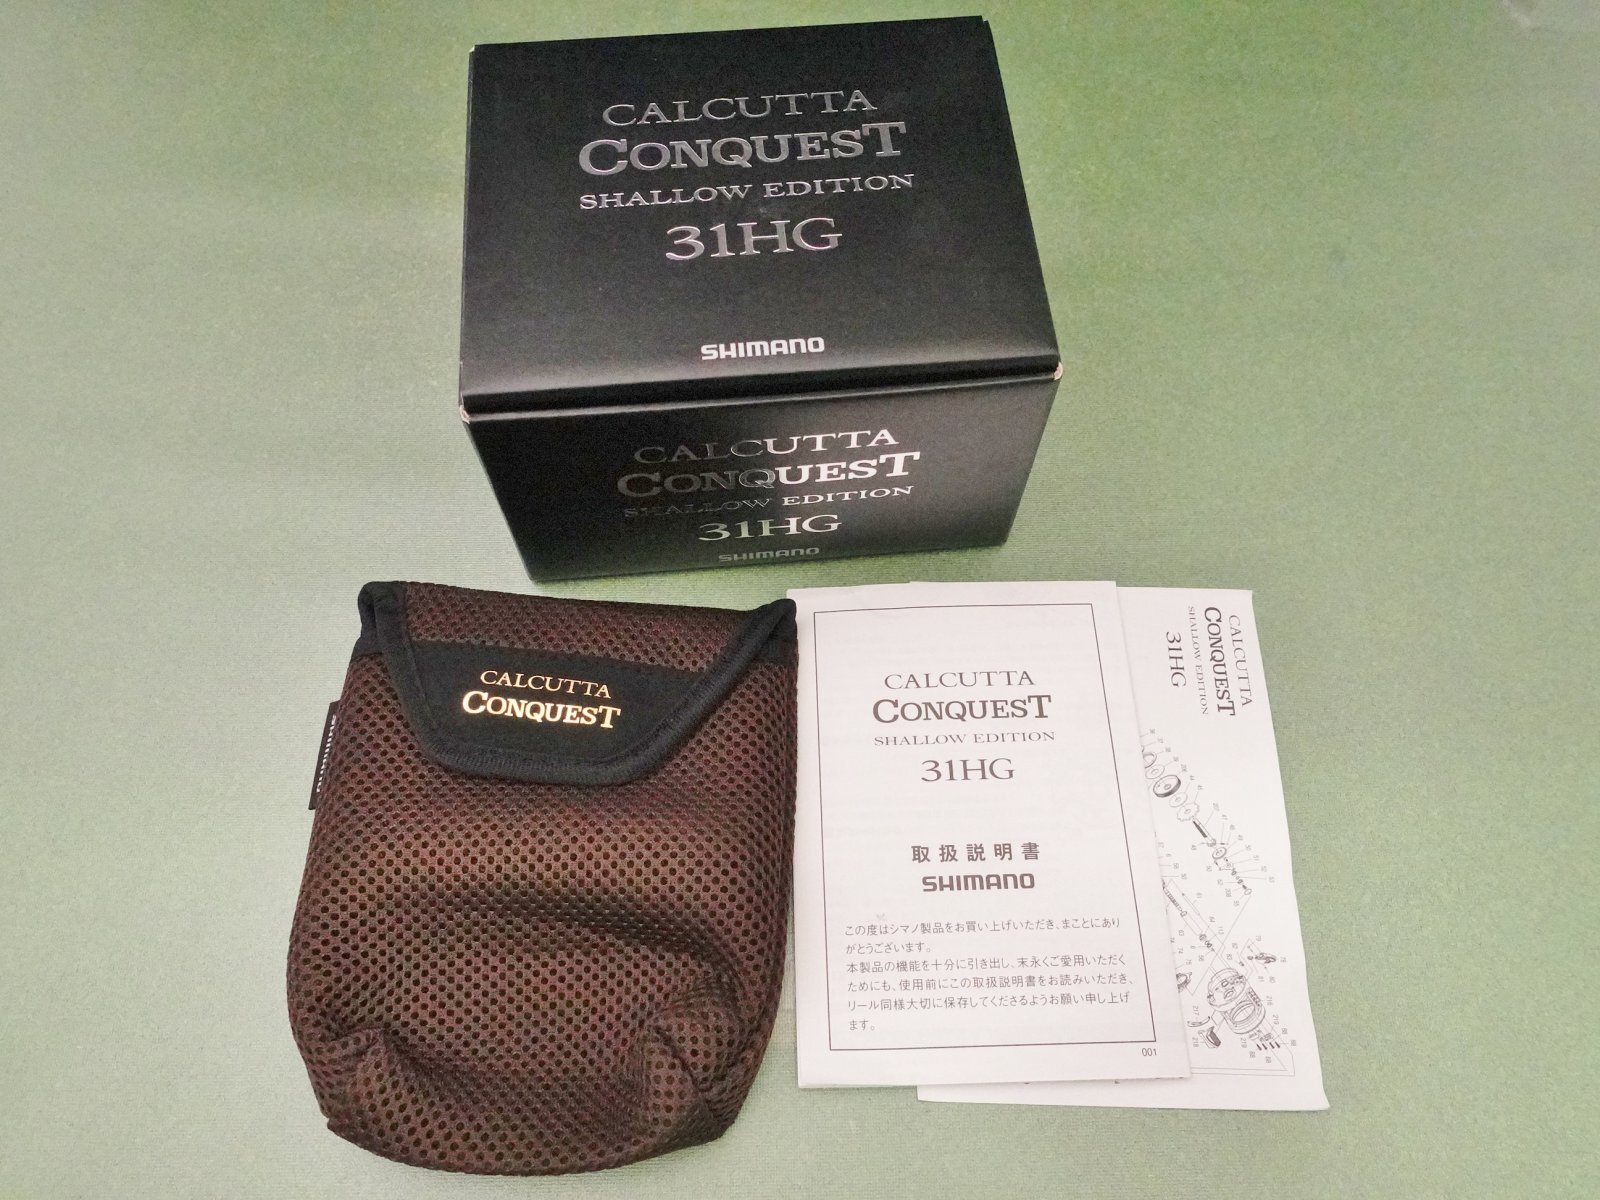 CALCUTTA
CONQUEST
SHALLOW EDITION
31HG
SHIMANO
CALCUTTA
CONQUEST
SHALLOW EDITION
31HG
SHIMANO
CALCUTTA
CONQUEST
SHIMANO
CALCUTTA
CONQUEST
SHALLOW EDITION
31HG
取扱説明書
SHIMANO
この度はシマノ製品をお買い上げいただき、まことにあり
がとうございます。
本製品の機能を十分に引き出し、末永くご愛用いただく
ためにも、使用前にこの取扱説明書をお読みいただき、
リール同様大切に保存してくださるようお願い申し上げ
ます。
001
CALCUTTA
CONQUEST
SHALLOW EDITION
31HG